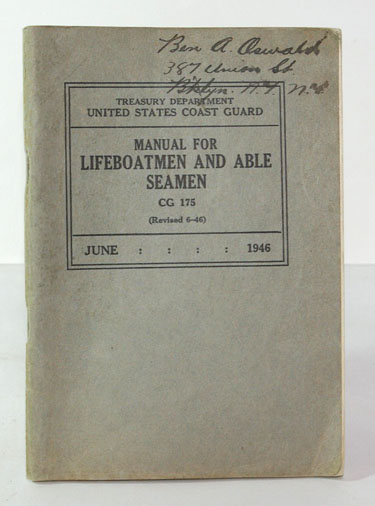 Ben A. Oswald
387 Union St
B'klyn. N.Y.
TREASURY DEPARTMENT
UNITED STATES COAST GUARD
MANUAL FOR
LIFEBOATMEN AND ABLE
SEAMEN
CG 175
(Revised 6-46)
JUNE : : : : 1946